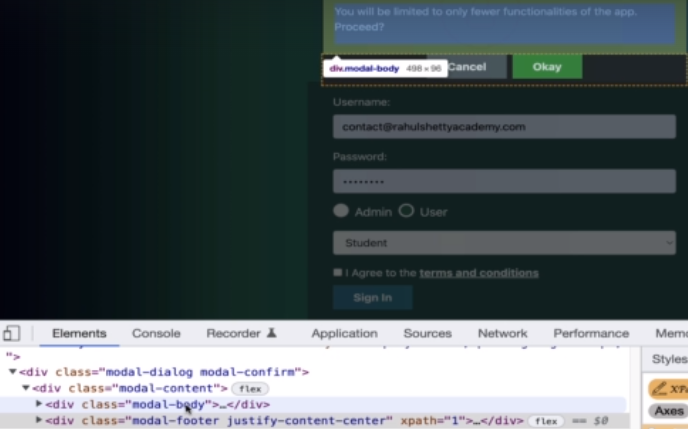 You will be limited to only fewer functionalities of the app.
Proceed?
div.modal-body 498 × 96
Cancel
Okay
Username:
contact@rahulshettyacademy.com
Password:
••••••••
Admin
User
Student
I Agree to the terms and conditions
Sign In
Elements Console Recorder Application Sources Network Performance Memo
">
▼<div class="modal-dialog modal-confirm">
Styles
▼<div class="modal-content"> flex
▶<div class="modal-body">…</div>
▶<div class="modal-footer justify-content-center" xpath="1">…</div> flex == $0
Axes